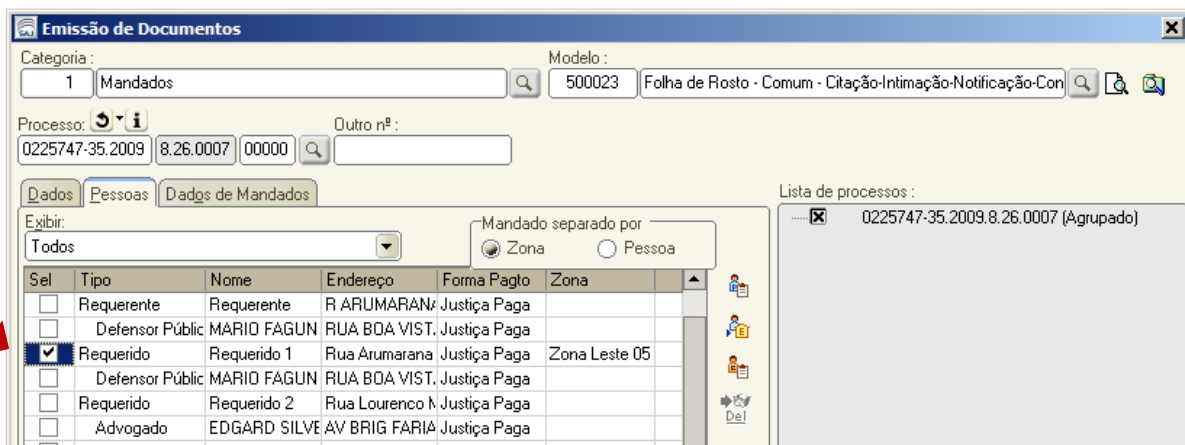 Emissão de Documentos
Categoria : Modelo :
1 Mandados 500023 Folha de Rosto - Comum - Citação-Intimação-Notificação-Con
Processo: Outro nº :
0225747-35.2009 8.26.0007 00000
Dados Pessoas Dados de Mandados Lista de processos :
Exibir: Mandado separado por 0225747-35.2009.8.26.0007 (Agrupado)
Todos Zona Pessoa
Sel Tipo Nome Endereço Forma Pagto Zona
Requerente Requerente R ARUMARANA Justiça Paga
Defensor Públic MARIO FAGUN RUA BOA VIST. Justiça Paga
Requerido Requerido 1 Rua Arumarana Justiça Paga Zona Leste 05
Defensor Públic MARIO FAGUN RUA BOA VIST. Justiça Paga
Requerido Requerido 2 Rua Lourenco Justiça Paga
Del
Advogado EDGARD SILVE AV BRIG FARIA Justiça Paga